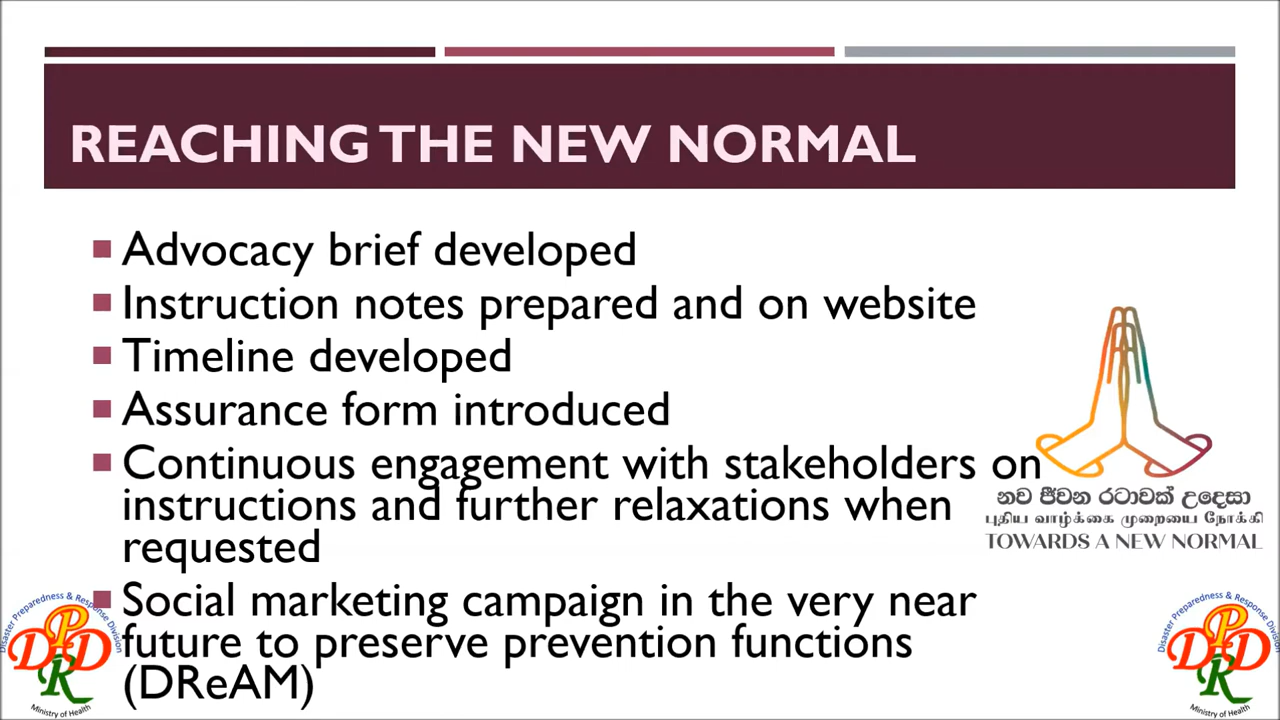 REACHING THE NEW NORMAL
Advocacy brief developed
Instruction notes prepared and on website
Timeline developed
Assurance form introduced
Continuous engagement with stakeholders on
instructions and further relaxations when
requested
Social marketing campaign in the very near
future to preserve prevention functions
(DReAM)
නව ජීවන රටාවක් උදෙසා
புதிய வாழ்க்கை முறையை நோக்கி
TOWARDS A NEW NORMAL
Disaster Preparedness & Response Division
DPRD
Ministry of Health
Disaster Preparedness & Response Division
DPRD
Ministry of Health